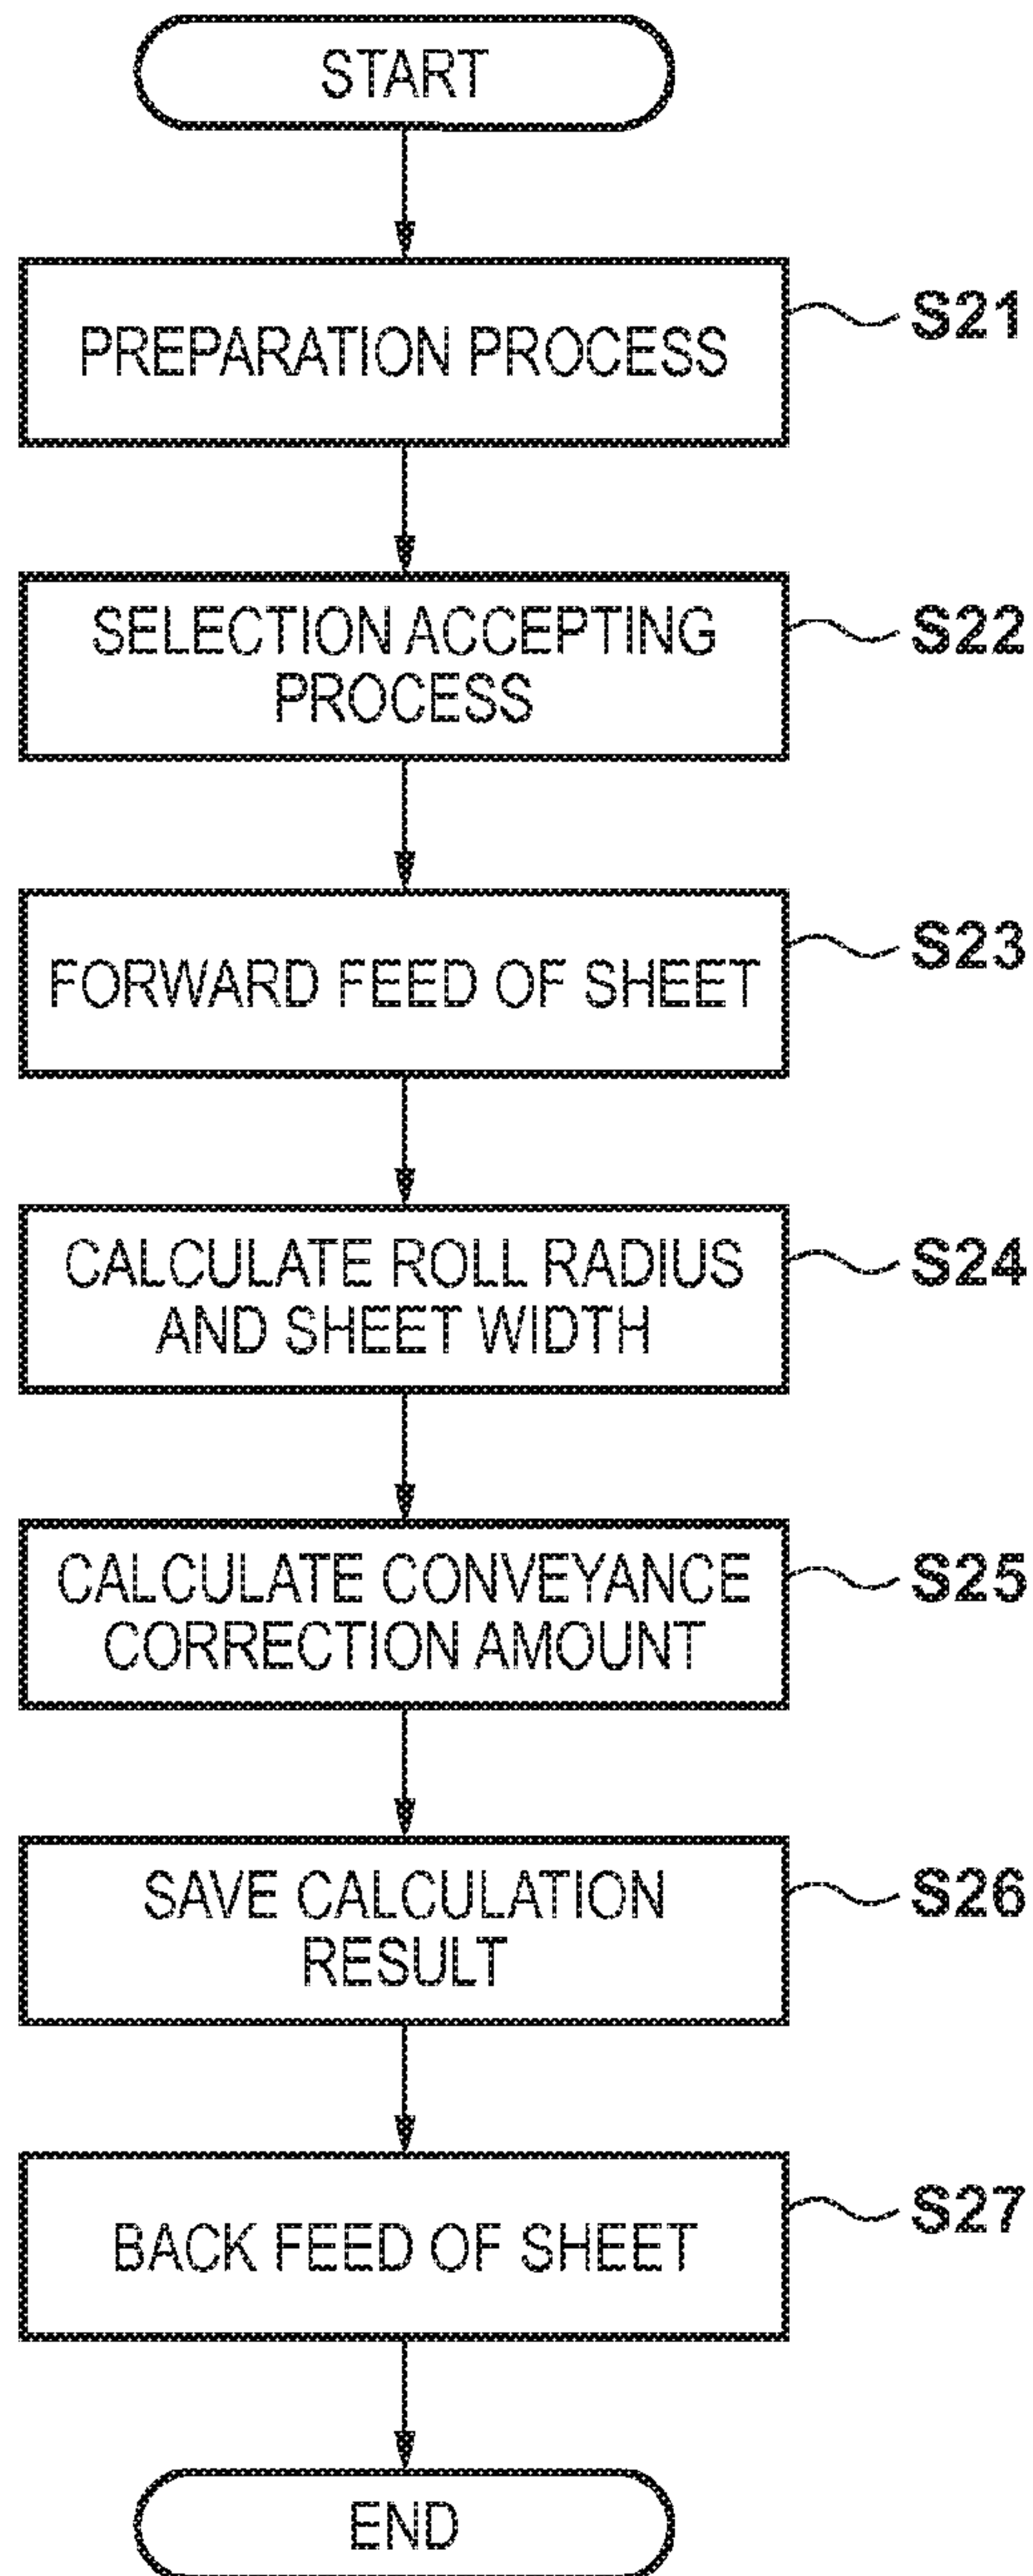 START
PREPARATION PROCESS
S21
SELECTION ACCEPTING
PROCESS
S22
FORWARD FEED OF SHEET
S23
CALCULATE ROLL RADIUS
AND SHEET WIDTH
S24
CALCULATE CONVEYANCE
CORRECTION AMOUNT
S25
SAVE CALCULATION
RESULT
S26
BACK FEED OF SHEET
S27
END